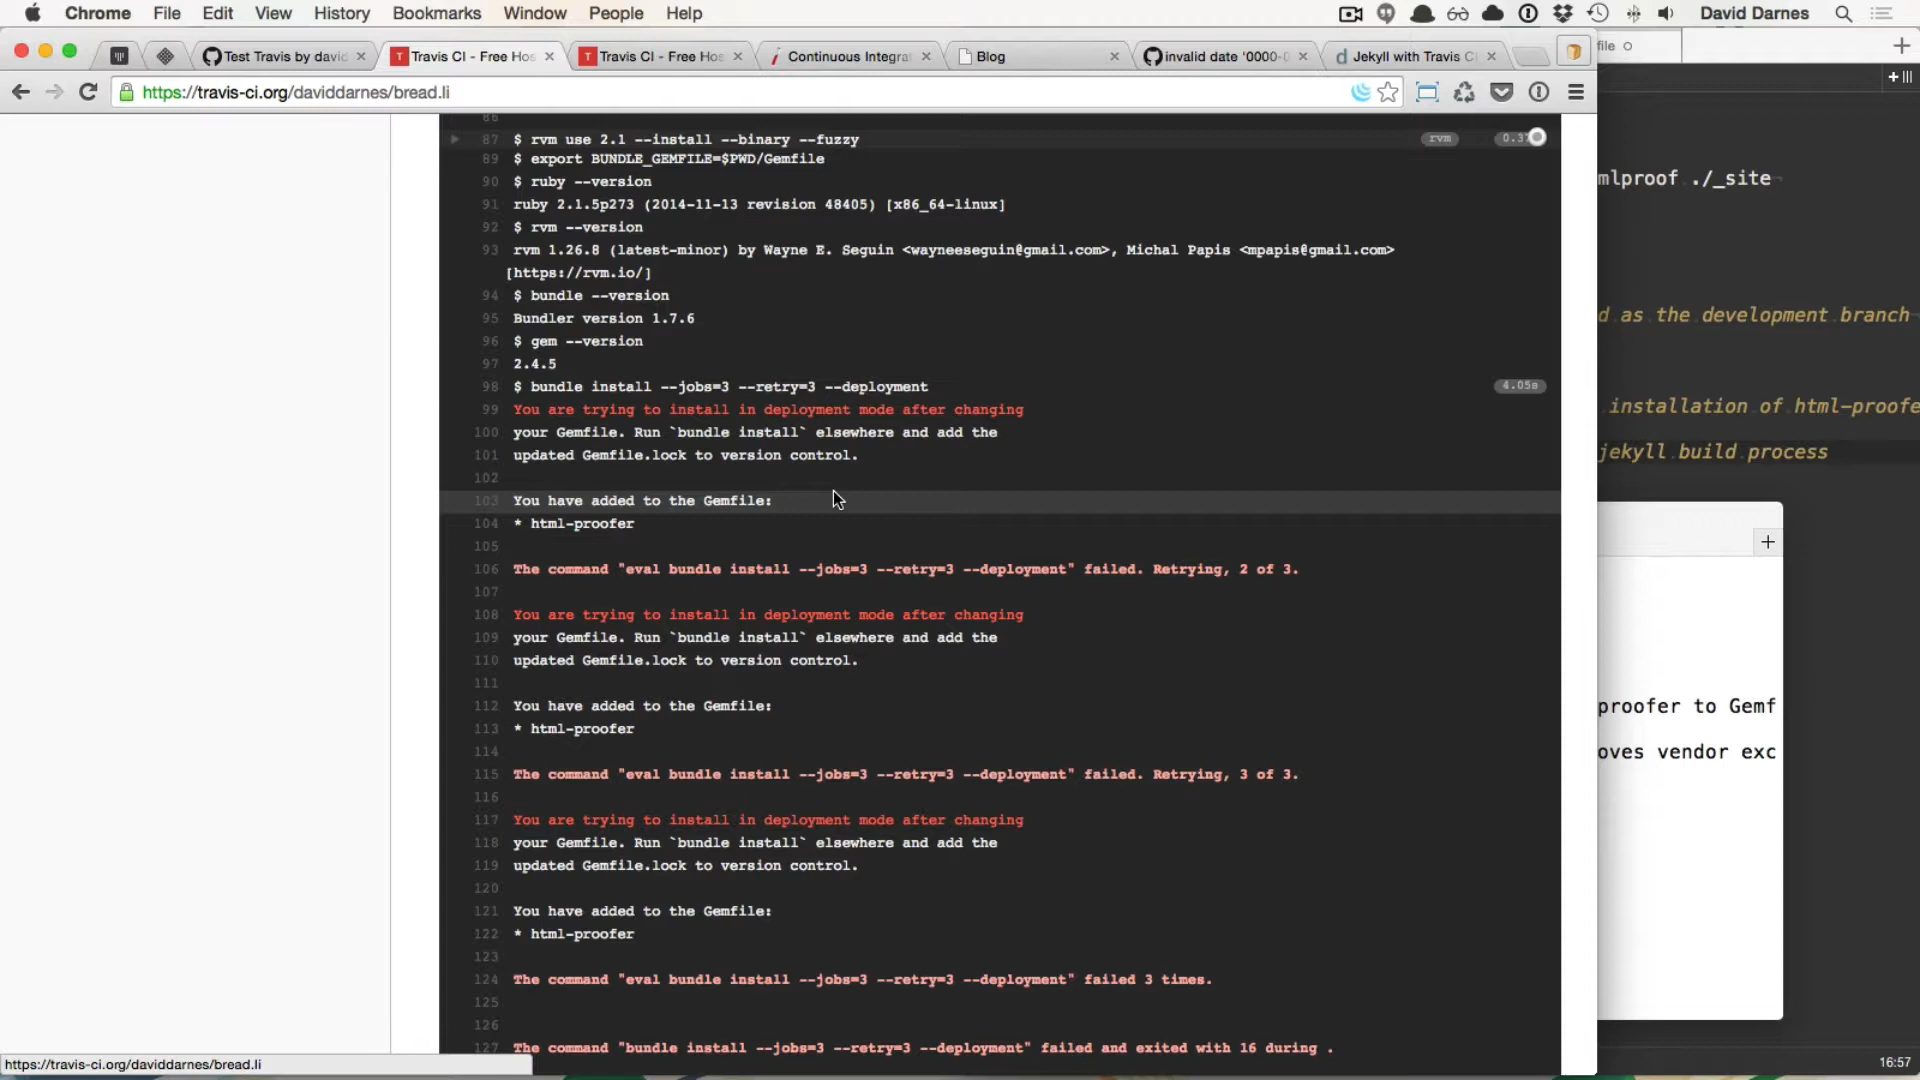 Chrome File Edit View History Bookmarks Window People Help David Darnes
Test Travis by david Travis CI - Free Hos Travis CI - Free Hos Continuous Integrat Blog invalid date '0000-0 Jekyll with Travis C file
https://travis-ci.org/daviddarnes/bread.li
86
87 $ rvm use 2.1 --install --binary --fuzzy rvm
89 $ export BUNDLE_GEMFILE=$PWD/Gemfile
90 $ ruby --version
91 ruby 2.1.5p273 (2014-11-13 revision 48405) [x86_64-linux]
92 $ rvm --version
93 rvm 1.26.8 (latest-minor) by Wayne E. Seguin <wayneeseguin@gmail.com>, Michal Papis <mpapis@gmail.com>
[https://rvm.io/]
94 $ bundle --version
95 Bundler version 1.7.6
96 $ gem --version
97 2.4.5
98 $ bundle install --jobs=3 --retry=3 --deployment 4.05s
99 You are trying to install in deployment mode after changing
100 your Gemfile. Run `bundle install` elsewhere and add the
101 updated Gemfile.lock to version control.
102
103 You have added to the Gemfile:
104 * html-proofer
105
106 The command "eval bundle install --jobs=3 --retry=3 --deployment" failed. Retrying, 2 of 3.
107
108 You are trying to install in deployment mode after changing
109 your Gemfile. Run `bundle install` elsewhere and add the
110 updated Gemfile.lock to version control.
111
112 You have added to the Gemfile:
113 * html-proofer
114
115 The command "eval bundle install --jobs=3 --retry=3 --deployment" failed. Retrying, 3 of 3.
116
117 You are trying to install in deployment mode after changing
118 your Gemfile. Run `bundle install` elsewhere and add the
119 updated Gemfile.lock to version control.
120
121 You have added to the Gemfile:
122 * html-proofer
123
124 The command "eval bundle install --jobs=3 --retry=3 --deployment" failed 3 times.
125
126
127 The command "bundle install --jobs=3 --retry=3 --deployment" failed and exited with 16 during .
https://travis-ci.org/daviddarnes/bread.li
mlproof ./_site
d as the development branch
installation of html-proofe
jekyll build process
proofer to Gemf
oves vendor exc
16:57